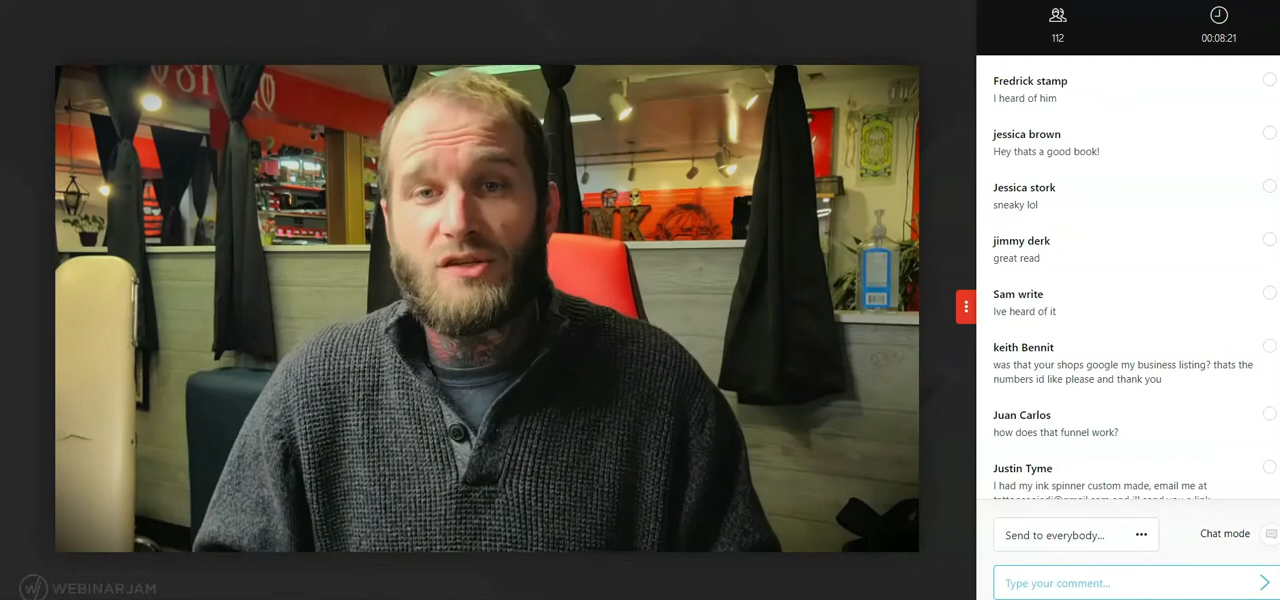 112
00:08:21
Fredrick stamp
I heard of him
jessica brown
Hey thats a good book!
Jessica stork
sneaky lol
jimmy derk
great read
Sam write
Ive heard of it
keith Bennit
was that your shops google my business listing? thats the
numbers id like please and thank you
Juan Carlos
how does that funnel work?
Justin Tyme
I had my ink spinner custom made, email me at
Send to everybody...
Chat mode
Type your comment...
WEBINARJAM